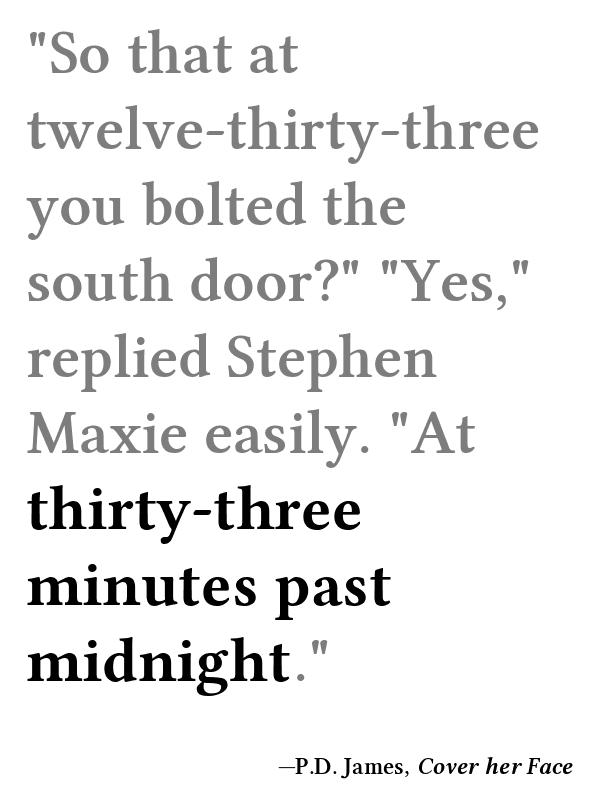 "So that at
twelve-thirty-three
you bolted the
south door?" "Yes,"
replied Stephen
Maxie easily. "At
thirty-three
minutes past
midnight."
—P.D. James, Cover her Face